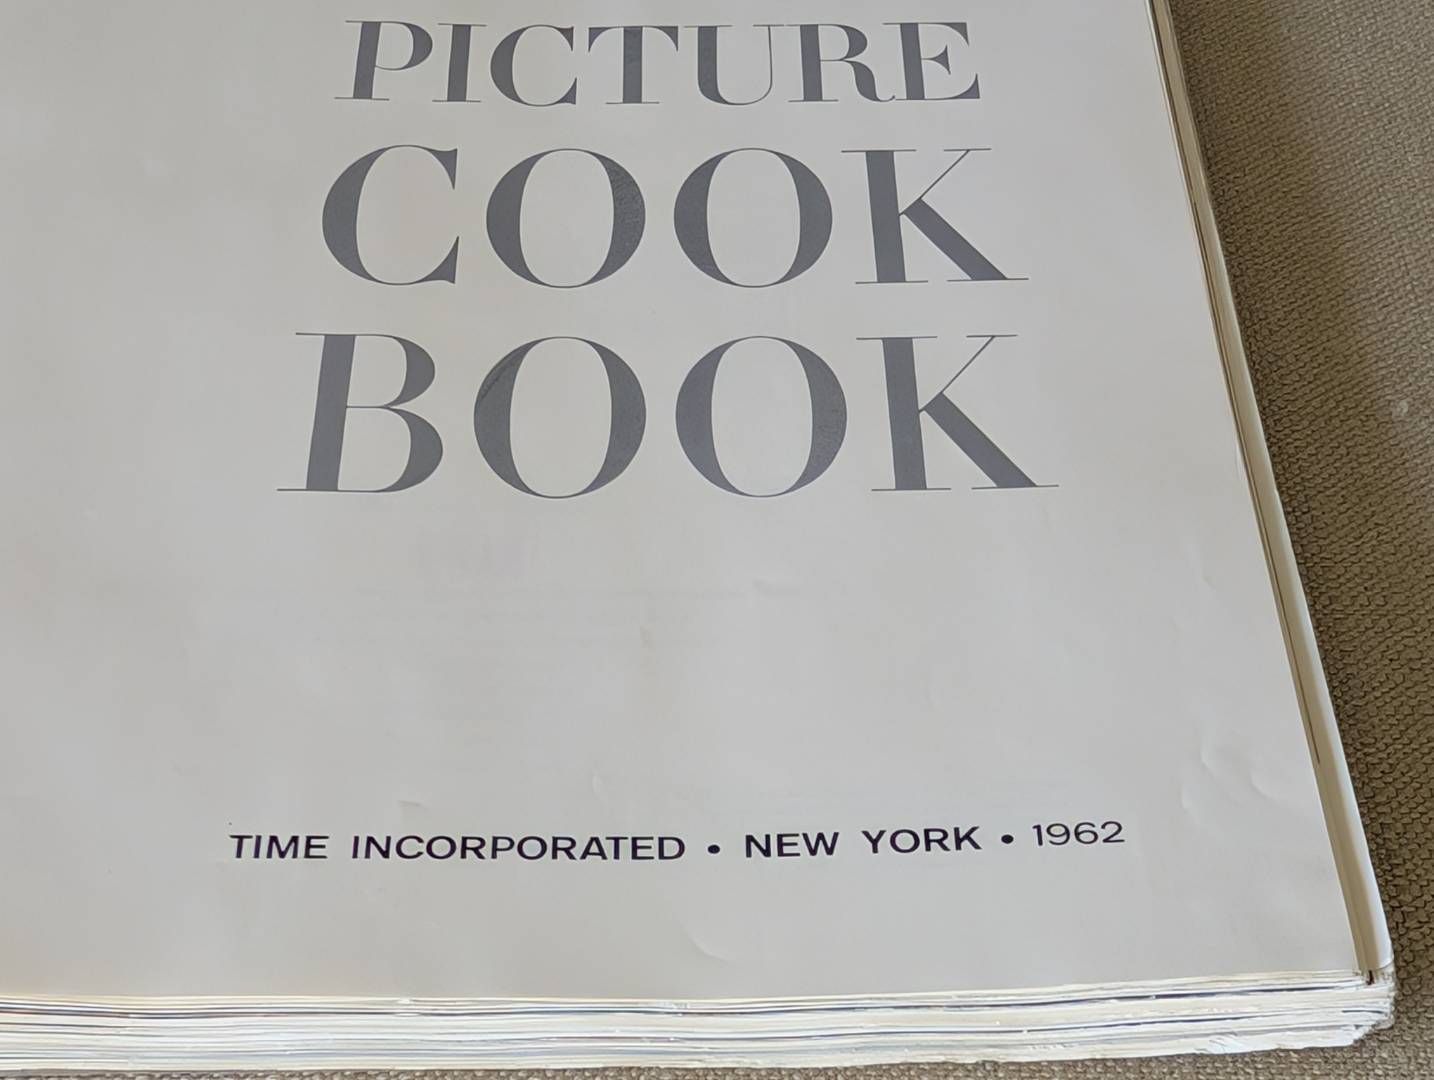 PICTURE
COOK
BOOK
TIME INCORPORATED • NEW YORK • 1962